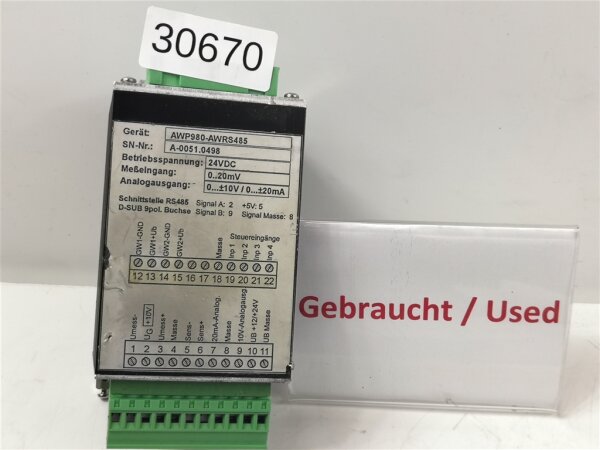 30670
Gerät: AWP980-AWRS485
SN-Nr.: A-0051.0498
Betriebsspannung: 24VDC
Meßeingang: 0..20mV
Analogausgang: 0...±10V / 0...±20mA
Schnittstelle RS485 Signal A: 2 +5V: 5
D-SUB 9pol. Buchse Signal B: 9 Signal Masse: 8
Steuereingänge
GW1-GND GW1+Ub GW2-GND GW2+Ub Masse Inp 1 Inp 2 Inp 3 Inp 4
12 13 14 15 16 17 18 19 20 21 22
Umess- UG +10V Umess+ Masse Sens- Sens+ 20mA-Analog. Masse 10V-Analogausg UB +12/+24V UB Masse
1 2 3 4 5 6 7 8 9 10 11
Gebraucht / Used